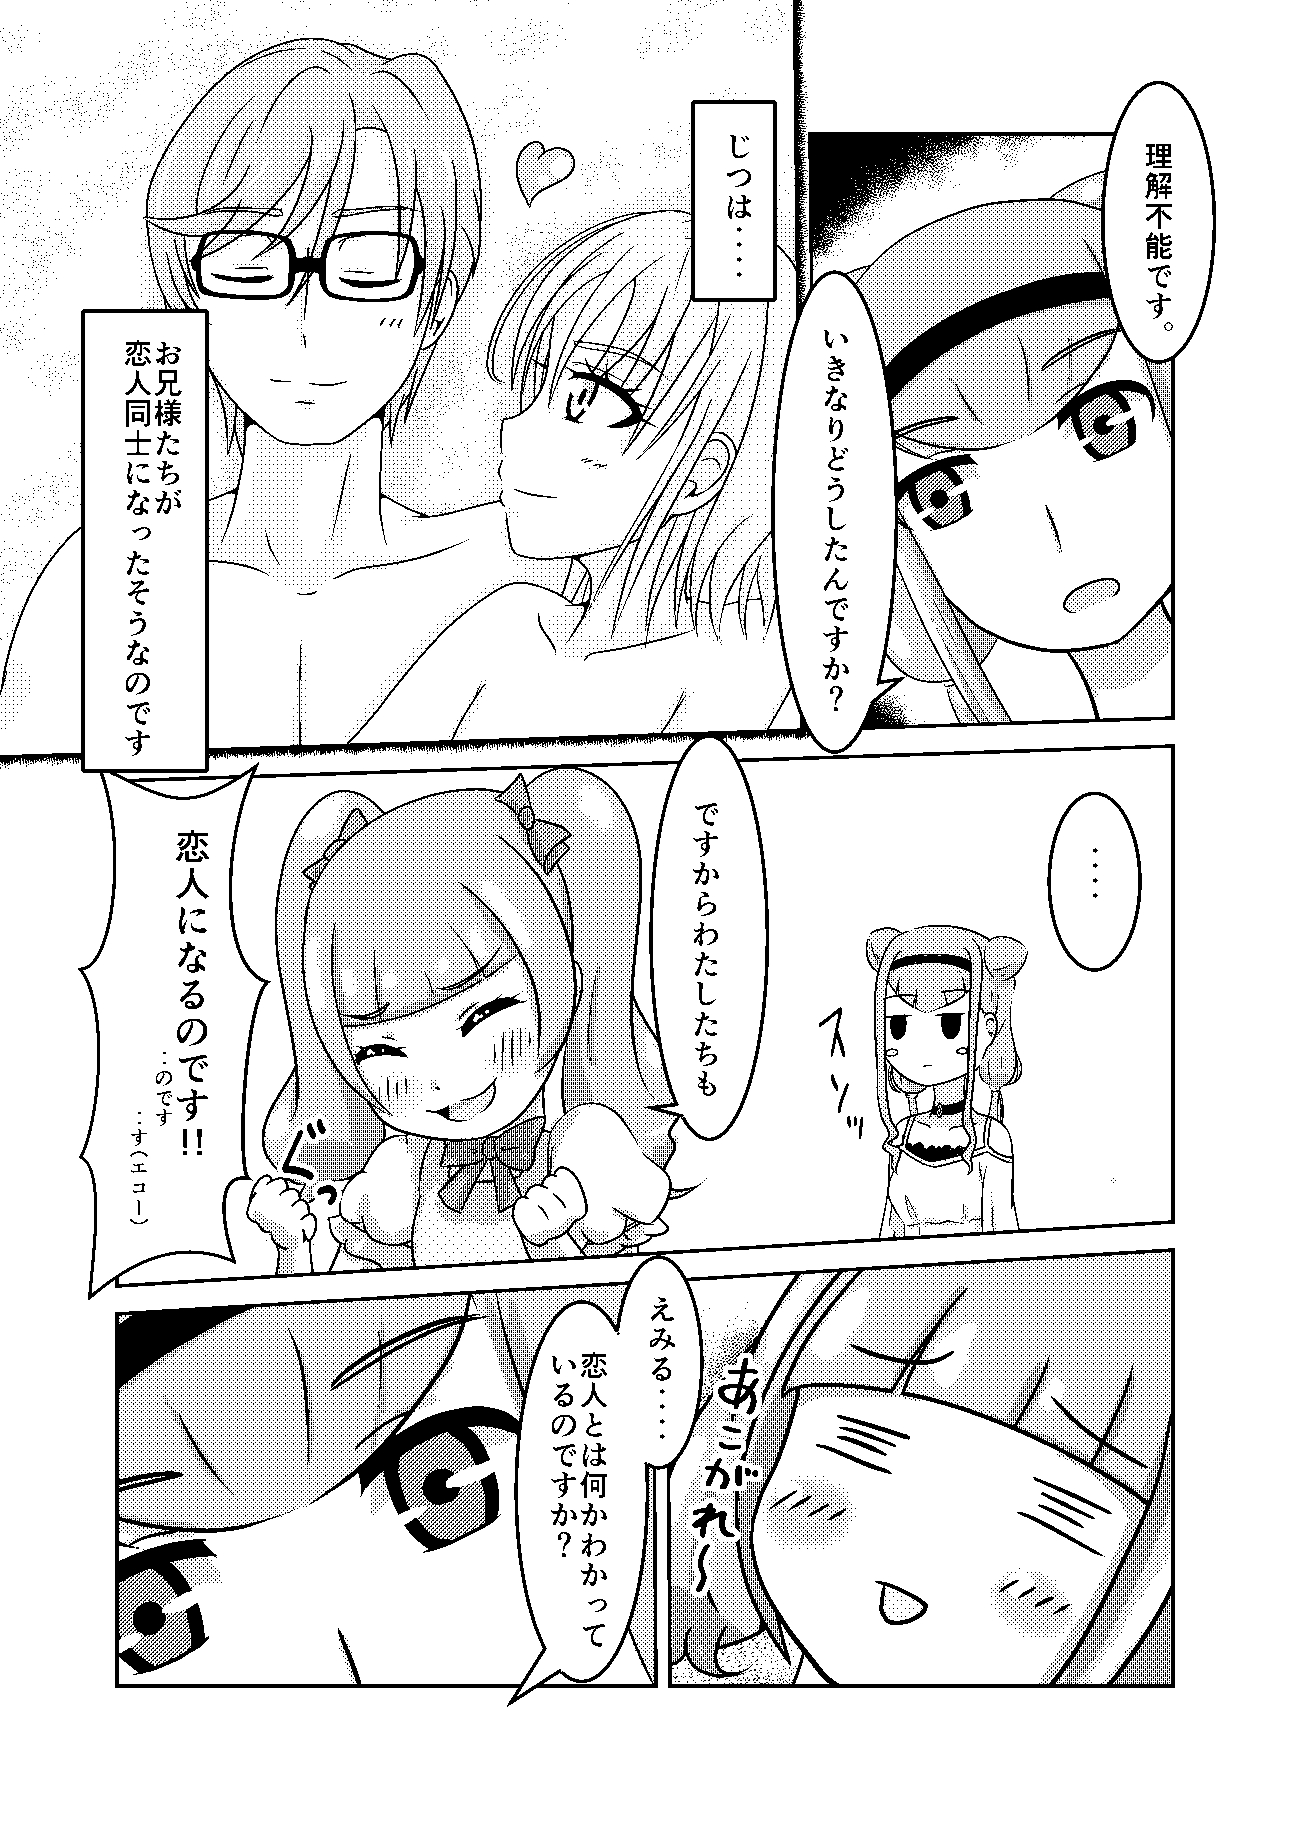 理解不能です。
いきなりどうしたんですか?
じつは‥‥
お兄様たちが
恋人同士になったそうなのです
‥‥
スン
ですからわたしたちも
恋人になるのです!!
‥のです
‥す(エコー)
ぐっ
あこがれ〜
えみる‥‥
恋人とは何かわかって
いるのですか?